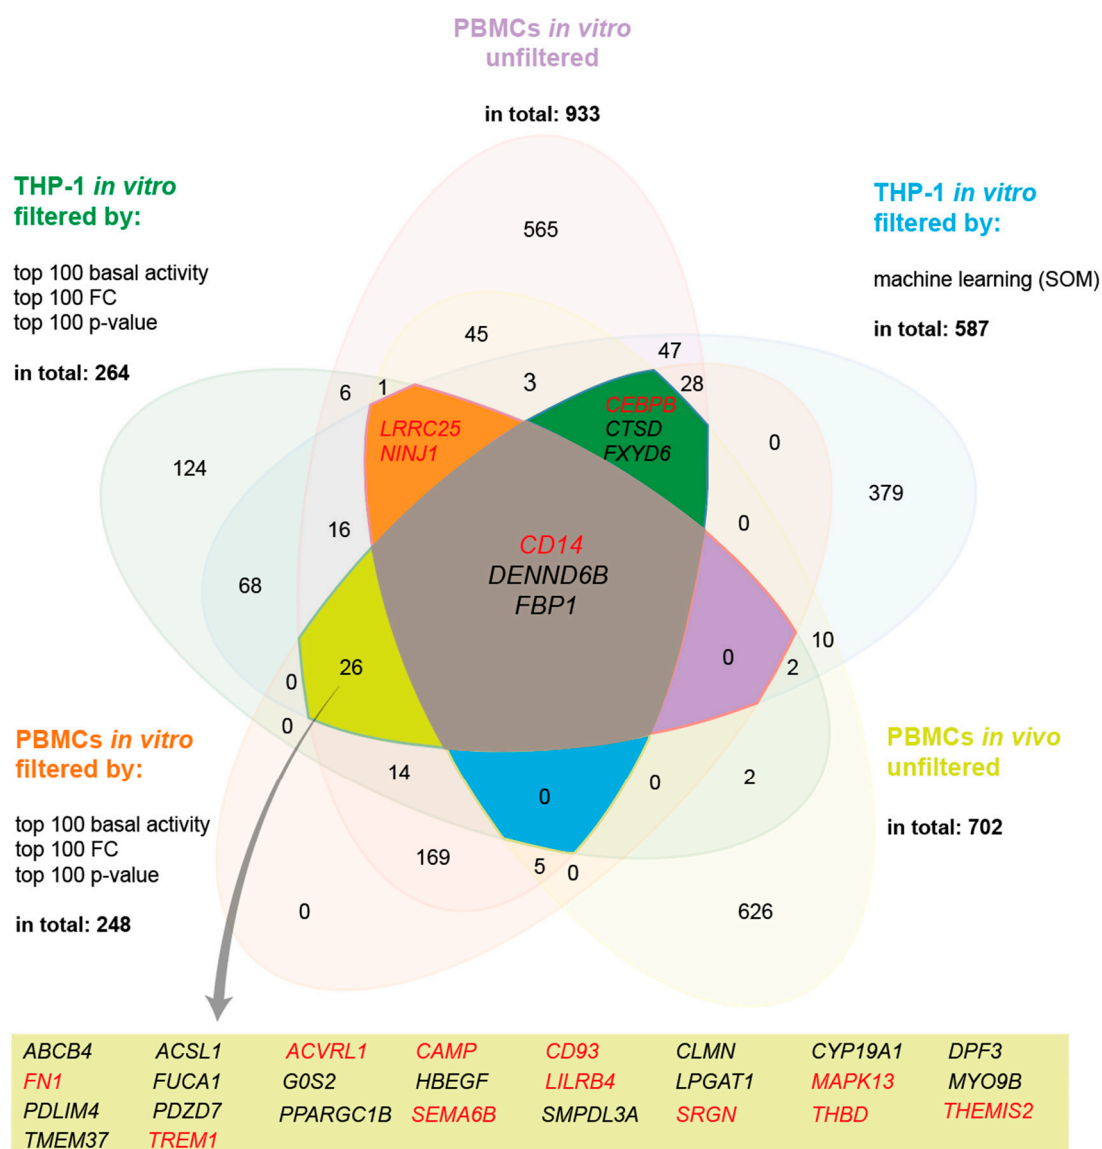 PBMCs in vitro
unfiltered
in total: 933
THP-1 in vitro
filtered by:
top 100 basal activity
top 100 FC
top 100 p-value
in total: 264
THP-1 in vitro
filtered by:
machine learning (SOM)
in total: 587
565
45
47
3
28
6
1
CEBPB
CTSD
FXYD6
LRRC25
NINJ1
0
124
379
16
0
CD14
DENND6B
FBP1
68
10
0
2
26
0
0
PBMCs in vitro
filtered by:
top 100 basal activity
top 100 FC
top 100 p-value
in total: 248
PBMCs in vivo
unfiltered
in total: 702
14
0
0
2
169
5
0
0
626
ABCB4 ACSL1 ACVRL1 CAMP CD93 CLMN CYP19A1 DPF3
FN1 FUCA1 G0S2 HBEGF LILRB4 LPGAT1 MAPK13 MYO9B
PDLIM4 PDZD7 PPARGC1B SEMA6B SMPDL3A SRGN THBD THEMIS2
TMEM37 TREM1